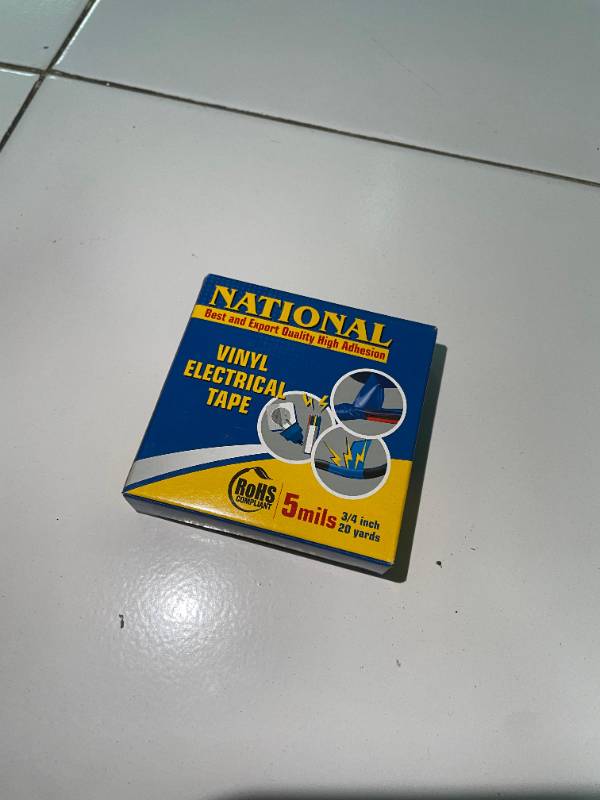 NATIONAL
Best and Export Quality High Adhesion
VINYL
ELECTRICAL
TAPE
RoHS
COMPLIANT
5mils
3/4 inch
20 yards